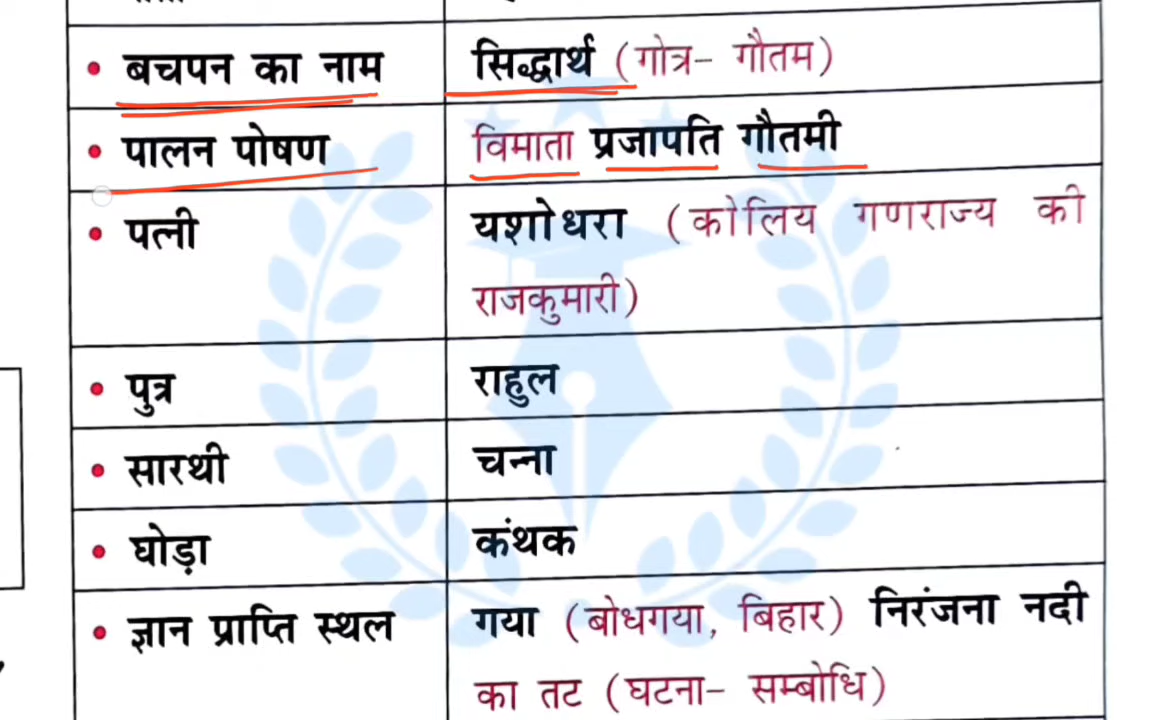 • बचपन का नाम सिद्धार्थ (गोत्र- गौतम)
• पालन पोषण विमाता प्रजापति गौतमी
• पत्नी यशोधरा (कोलिय गणराज्य की
राजकुमारी)
• पुत्र राहुल
• सारथी चन्ना
• घोड़ा कंथक
• ज्ञान प्राप्ति स्थल गया (बोधगया, बिहार) निरंजना नदी
का तट (घटना- सम्बोधि)